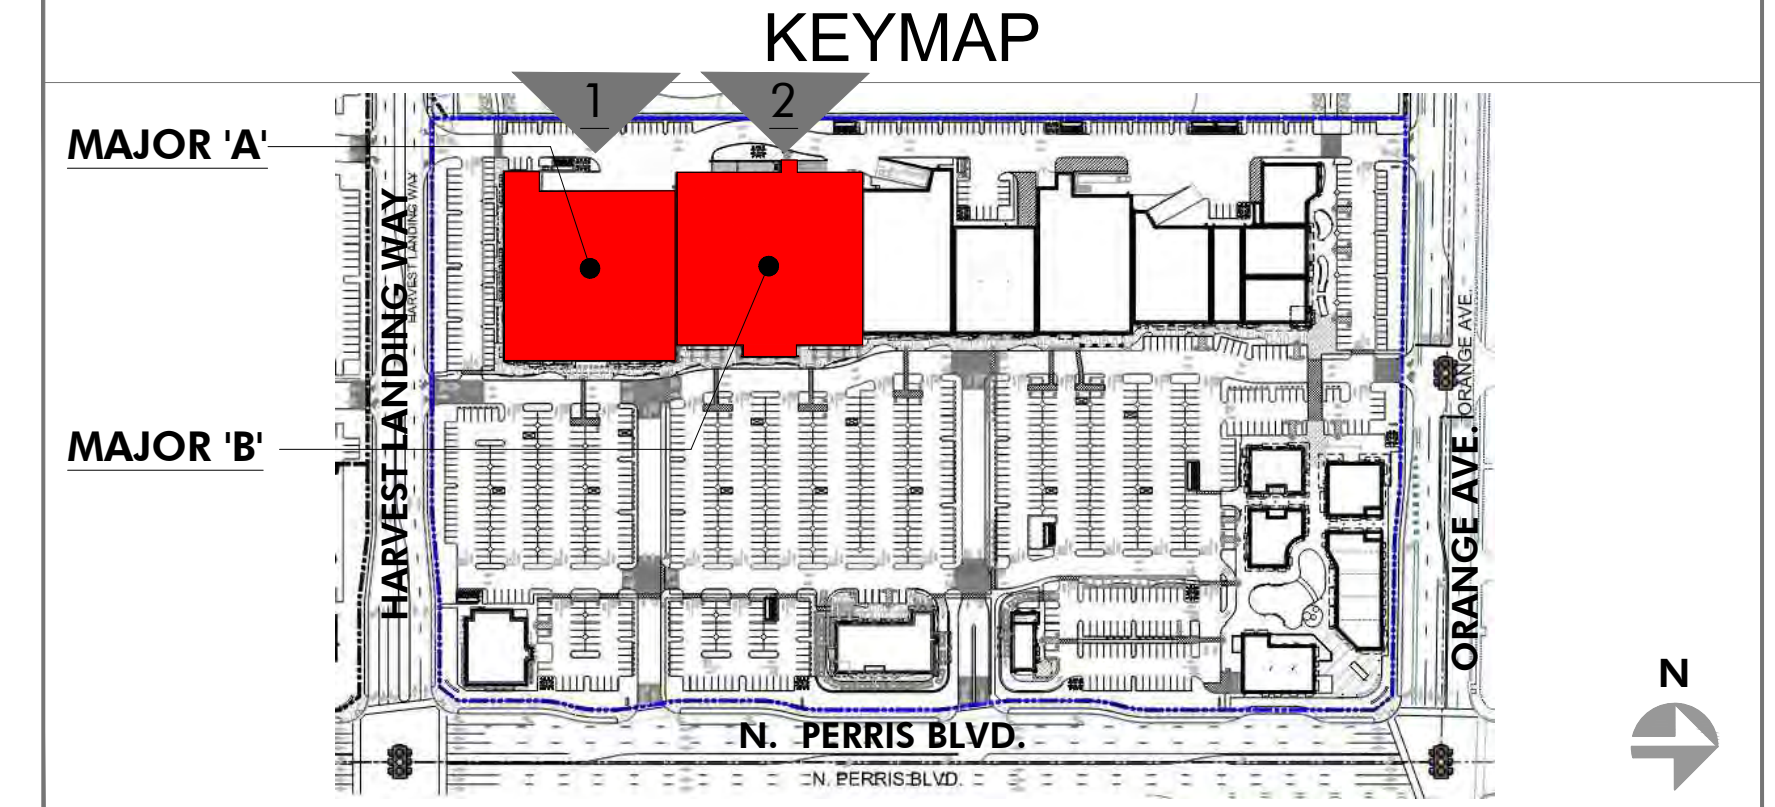 KEYMAP
1
2
MAJOR 'A'
MAJOR 'B'
HARVEST LANDING WAY
HARVEST LANDING WAY
ORANGE AVE.
ORANGE AVE.
N. PERRIS BLVD.
N. PERRIS BLVD.
N